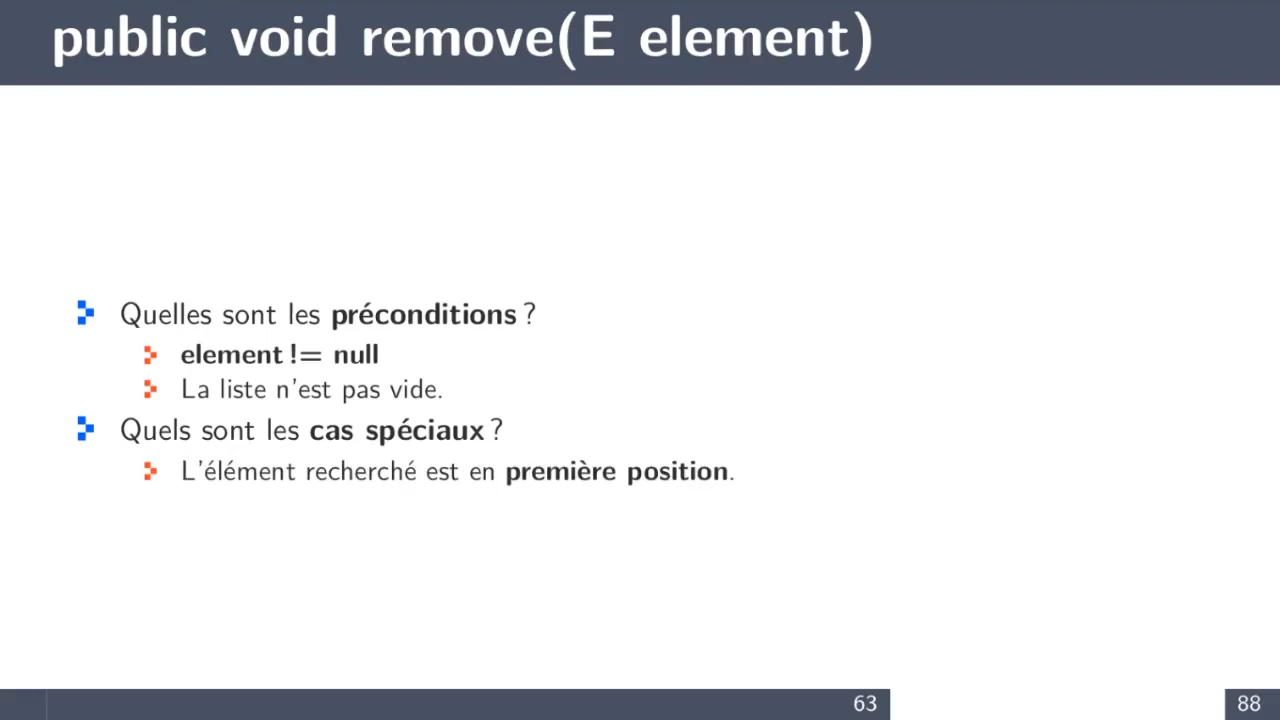 public void remove(E element)
Quelles sont les préconditions ?
element != null
La liste n'est pas vide.
Quels sont les cas spéciaux ?
L'élément recherché est en première position.
63
88